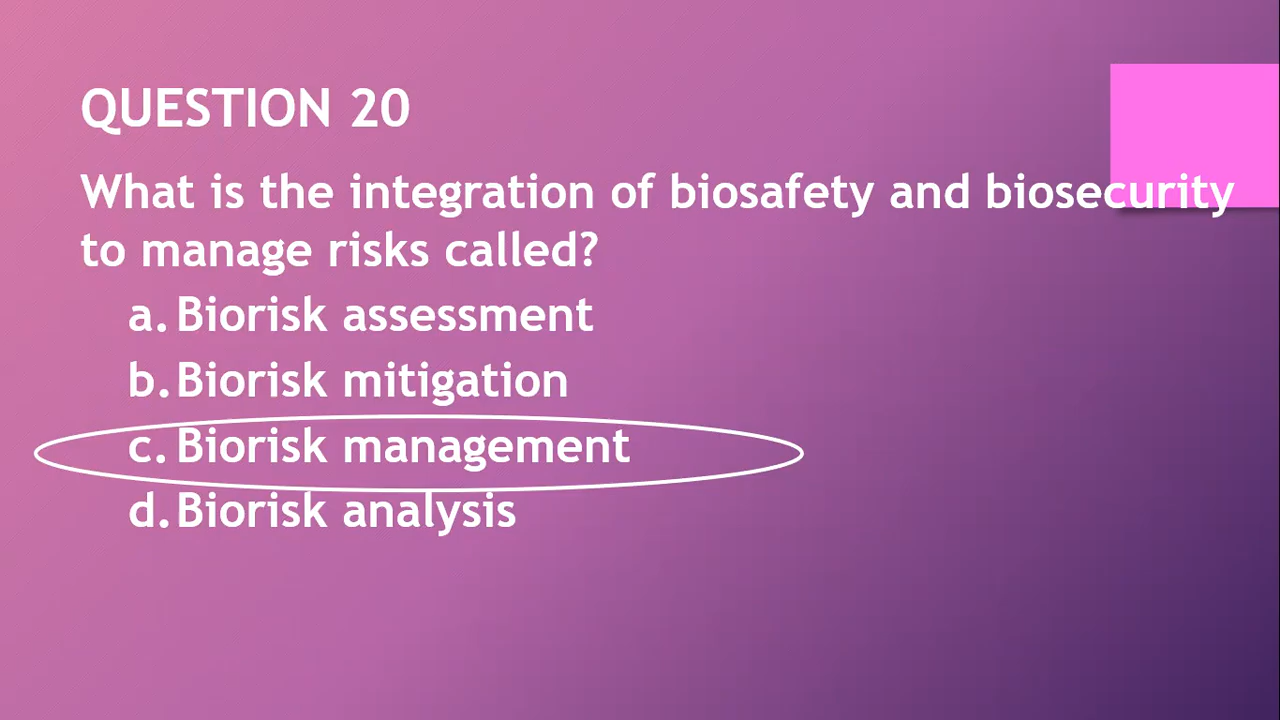 QUESTION 20
What is the integration of biosafety and biosecurity
to manage risks called?
a. Biorisk assessment
b. Biorisk mitigation
c. Biorisk management
d. Biorisk analysis